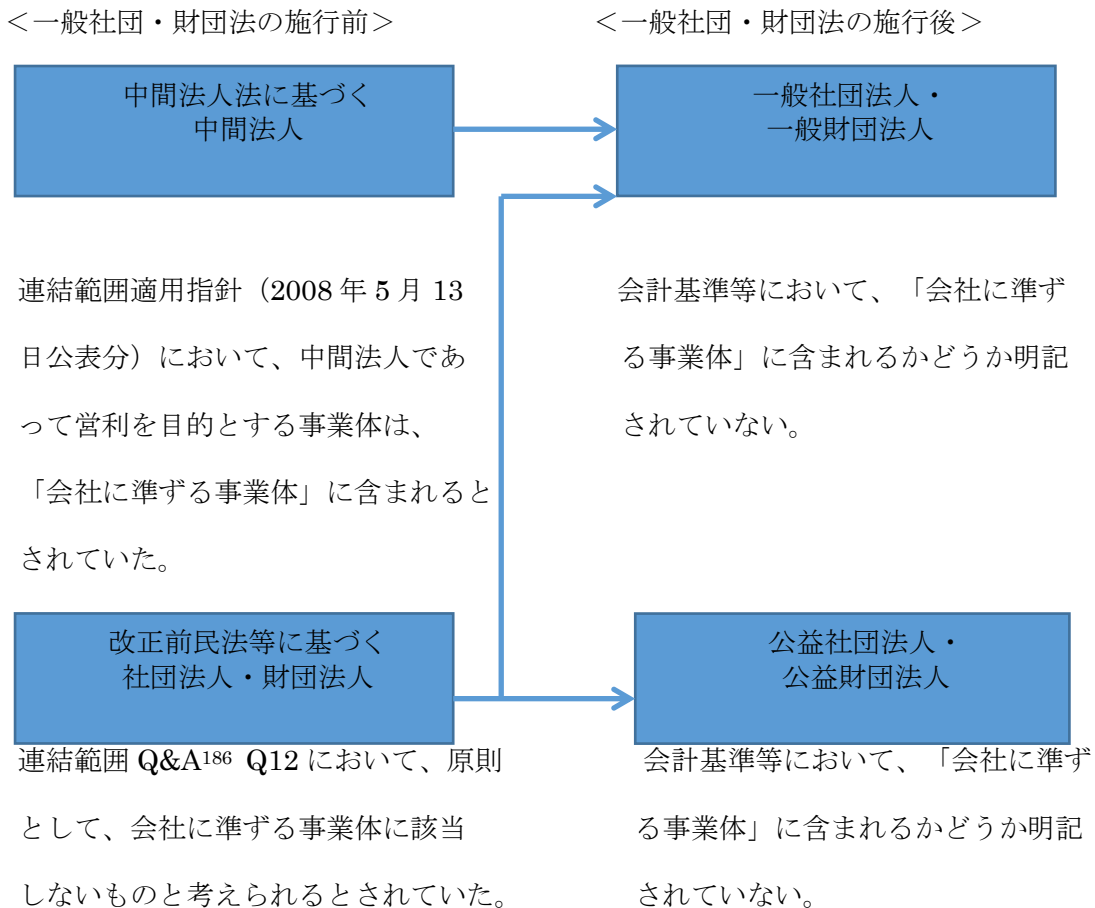 ＜一般社団・財団法の施行前＞
＜一般社団・財団法の施行後＞
中間法人法に基づく
中間法人
一般社団法人・
一般財団法人
連結範囲適用指針（2008 年 5 月 13
日公表分）において、中間法人であ
って営利を目的とする事業体は、
「会社に準ずる事業体」に含まれると
されていた。
会計基準等において、「会社に準ず
る事業体」に含まれるかどうか明記
されていない。
改正前民法等に基づく
社団法人・財団法人
公益社団法人・
公益財団法人
連結範囲 Q&A186 Q12 において、原則
として、会社に準ずる事業体に該当
しないものと考えられるとされていた。
会計基準等において、「会社に準ず
る事業体」に含まれるかどうか明記
されていない。